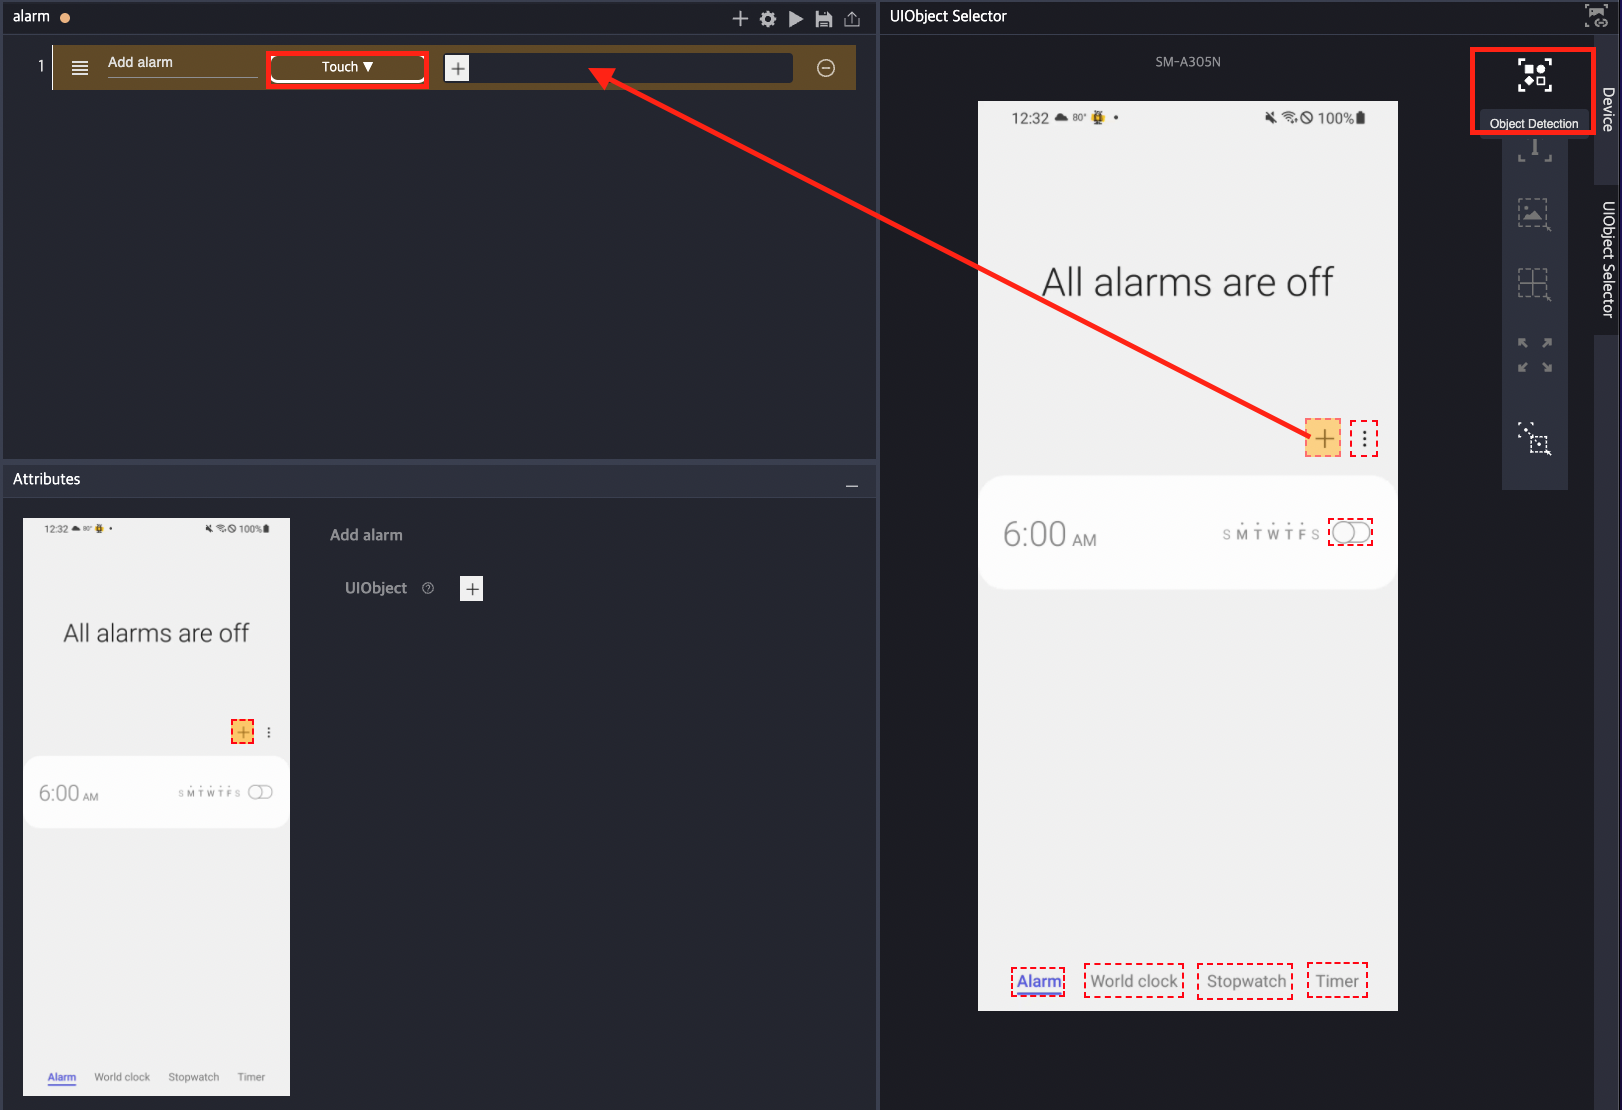 alarm
1
Add alarm
Touch ▼
Attributes
12:32 80° 100%
All alarms are off
6:00 AM
S M T W T F S
Alarm World clock Stopwatch Timer
Add alarm
UIObject
UIObject Selector
SM-A305N
12:32 80° 100%
All alarms are off
6:00 AM
S M T W T F S
Alarm World clock Stopwatch Timer
Object Detection
Device
UIObject Selector